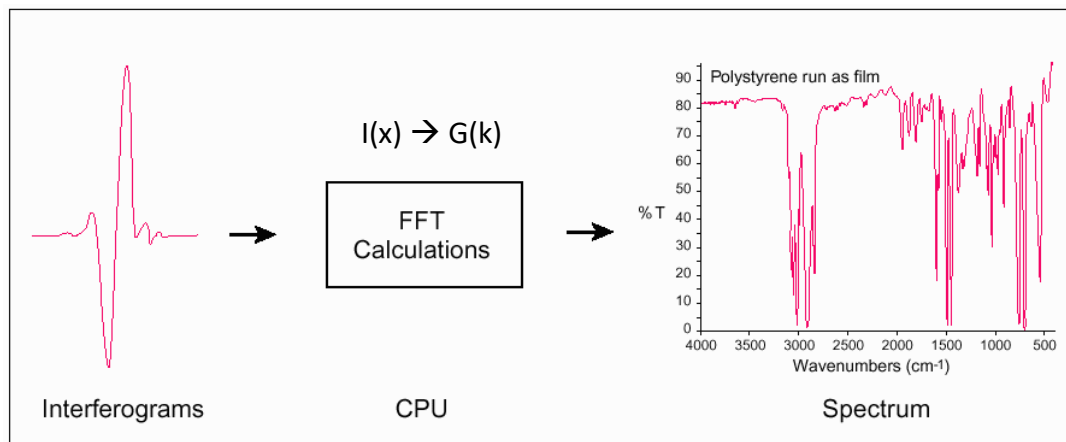 I(x) → G(k)
FFT
Calculations
Polystyrene run as film
90
80
70
60
50
% T
40
30
20
10
0
4000 3500 3000 2500 2000 1500 1000 500
Wavenumbers (cm-1)
Interferograms
CPU
Spectrum